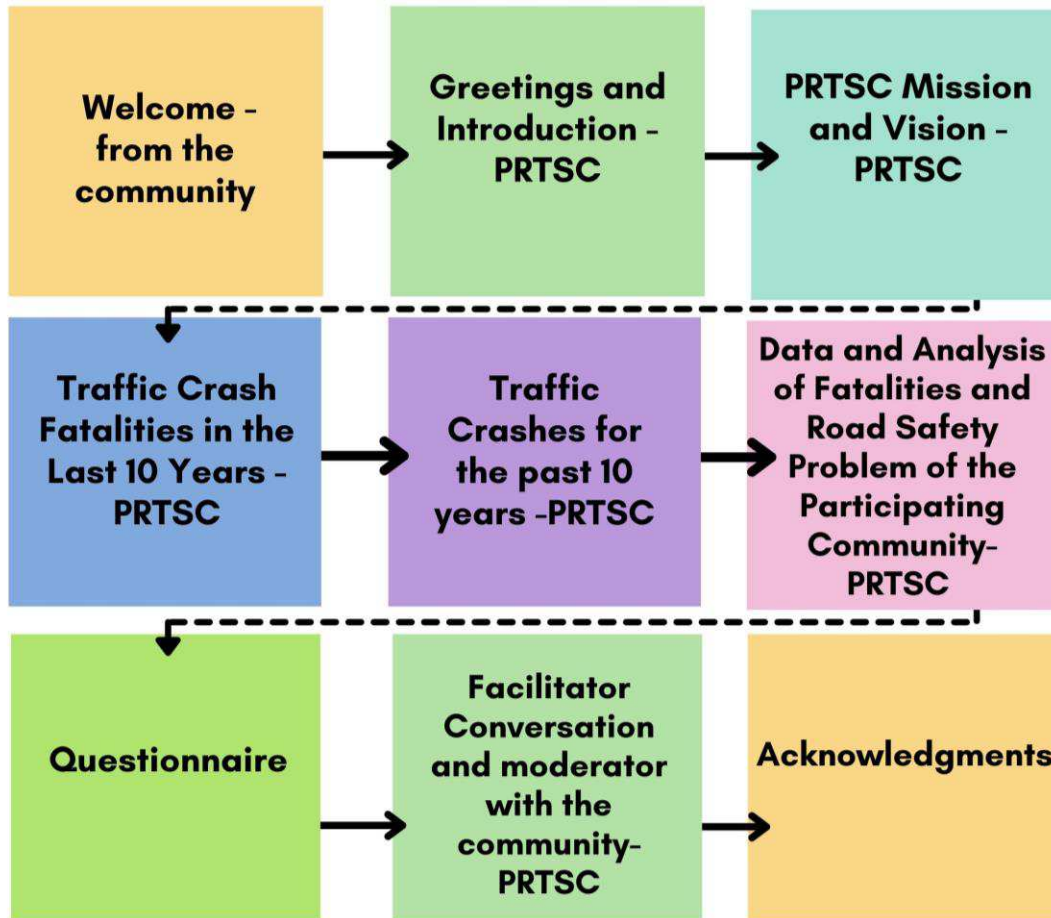 Welcome -
from the
community
Greetings and
Introduction -
PRTSC
PRTSC Mission
and Vision -
PRTSC
Traffic Crash
Fatalities in the
Last 10 Years -
PRTSC
Traffic
Crashes for
the past 10
years -PRTSC
Data and Analysis
of Fatalities and
Road Safety
Problem of the
Participating
Community-
PRTSC
Questionnaire
Facilitator
Conversation
and moderator
with the
community-
PRTSC
Acknowledgments